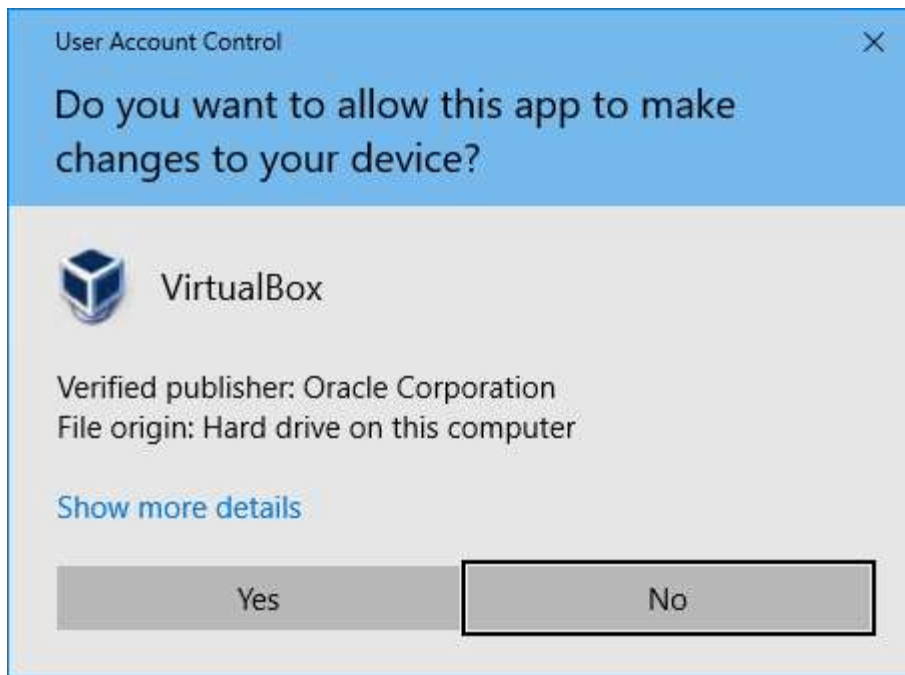 User Account Control
Do you want to allow this app to make
changes to your device?
VirtualBox
Verified publisher: Oracle Corporation
File origin: Hard drive on this computer
Show more details
Yes
No